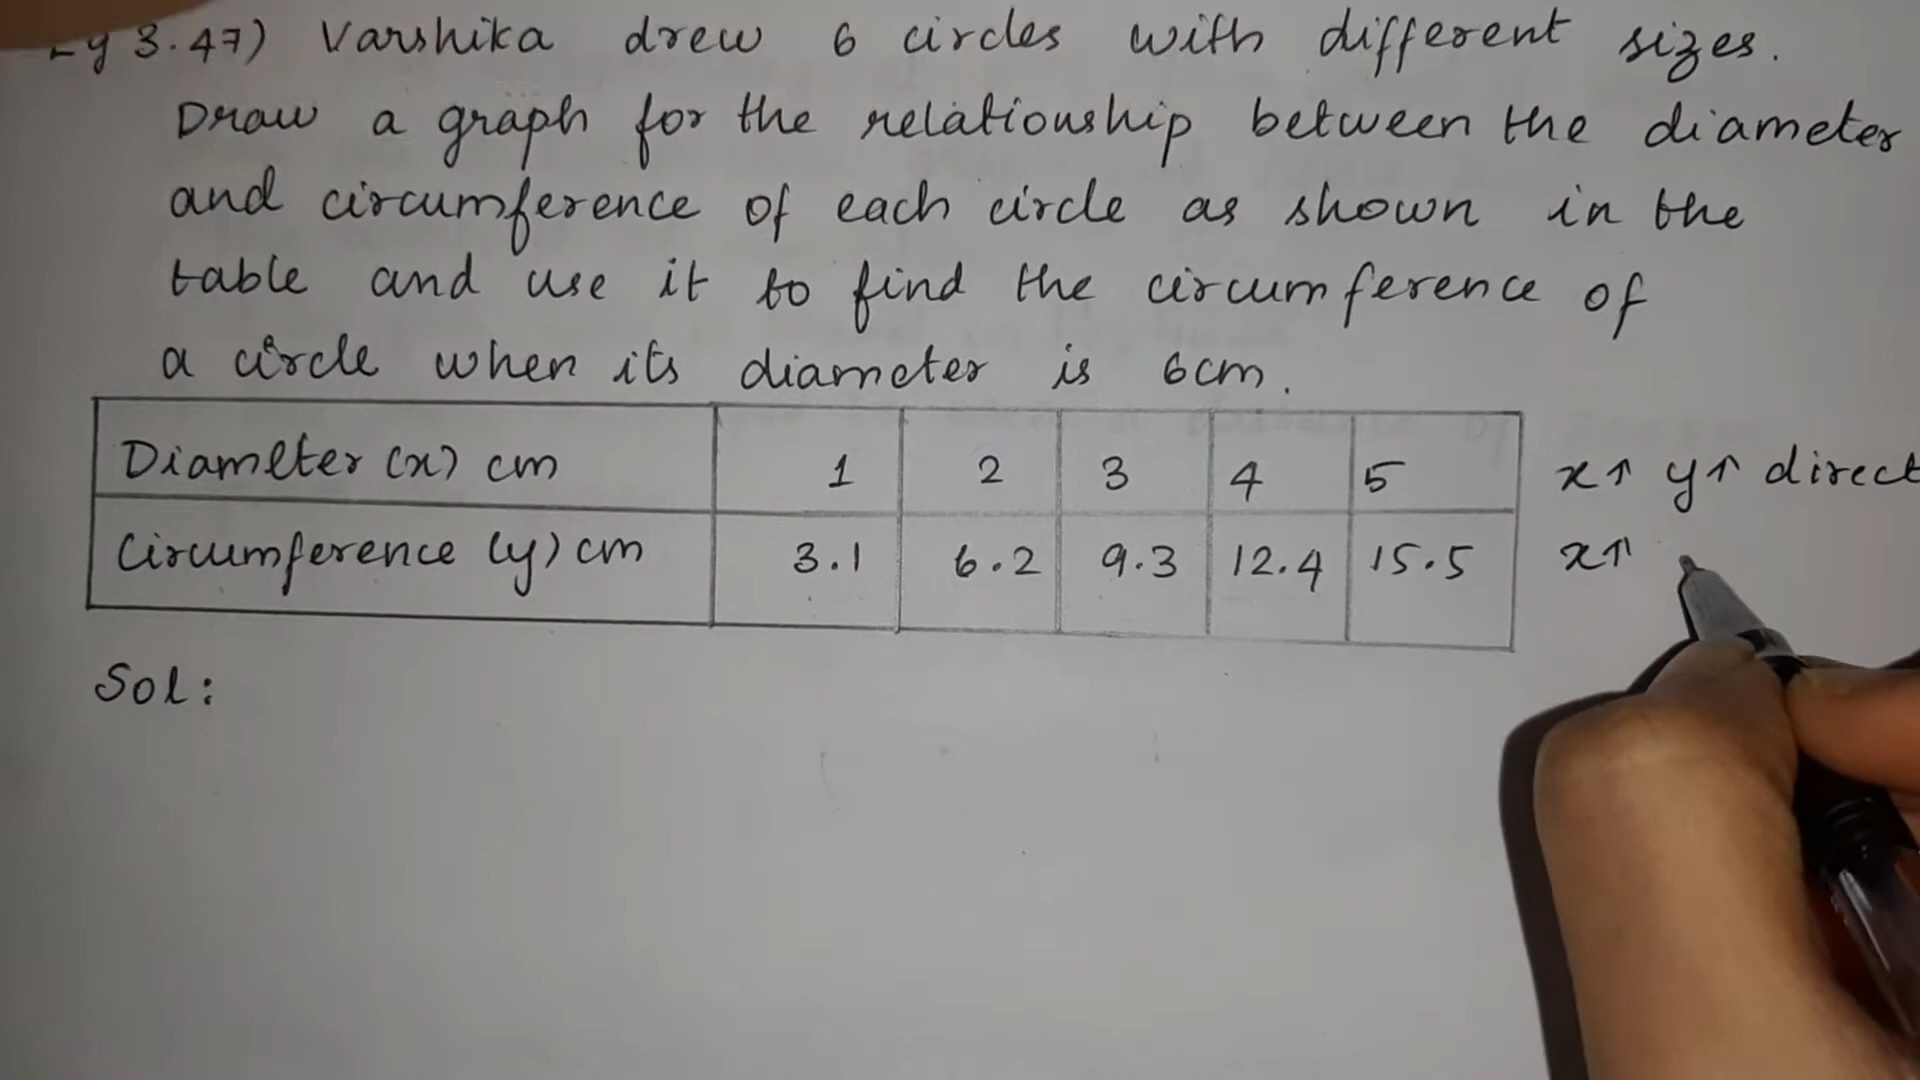 Eg 3.47) Varshika drew 6 circles with different sizes.
Draw a graph for the relationship between the diameter
and circumference of each circle as shown in the
table and use it to find the circumference of
a circle when its diameter is 6cm.
Diameter (x) cm 1 2 3 4 5 x↑ y↑ direct
Circumference (y) cm 3.1 6.2 9.3 12.4 15.5 x↑
Sol: